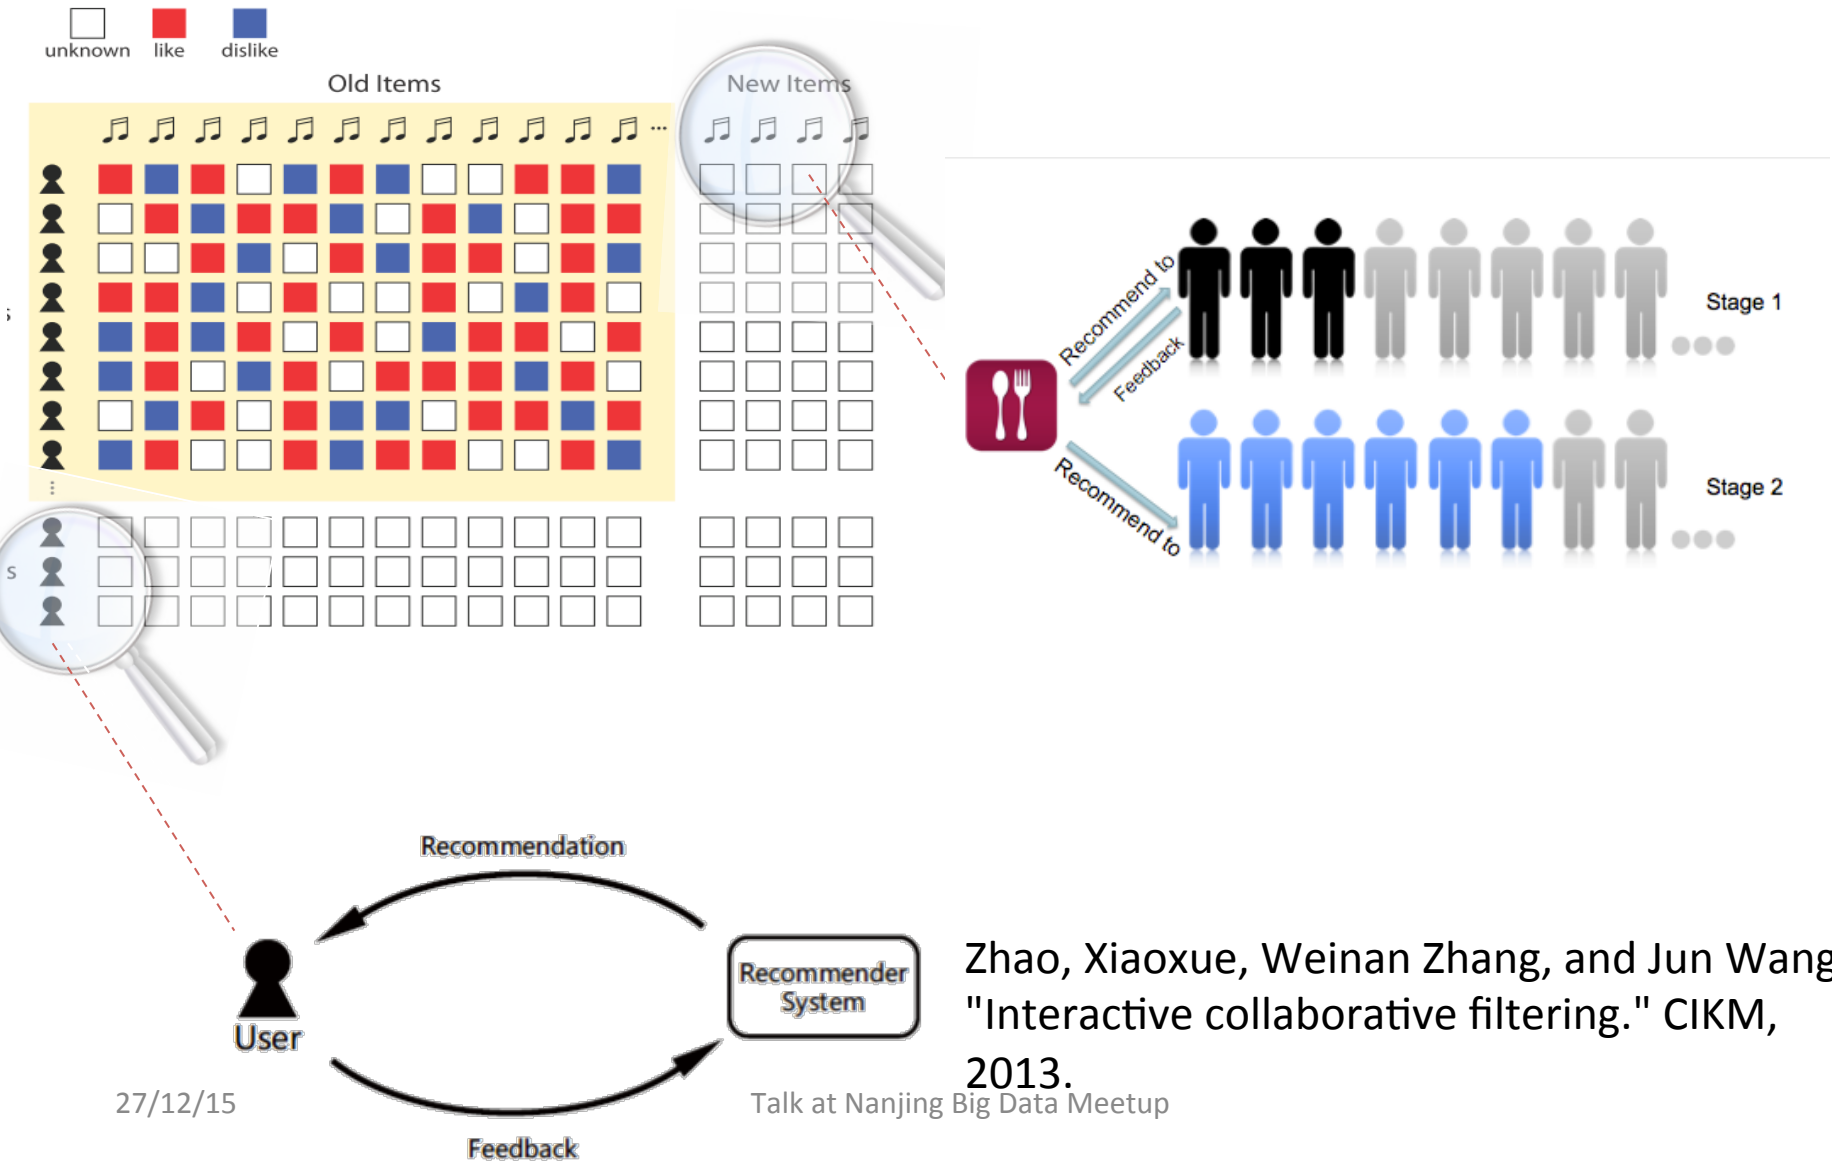 unknown like dislike
Old Items
New Items
...
s
s
Recommend to
Feedback
Stage 1
Recommend to
Stage 2
Recommendation
User
Recommender
System
Feedback
Zhao, Xiaoxue, Weinan Zhang, and Jun Wang
"Interactive collaborative filtering." CIKM,
2013.
27/12/15
Talk at Nanjing Big Data Meetup